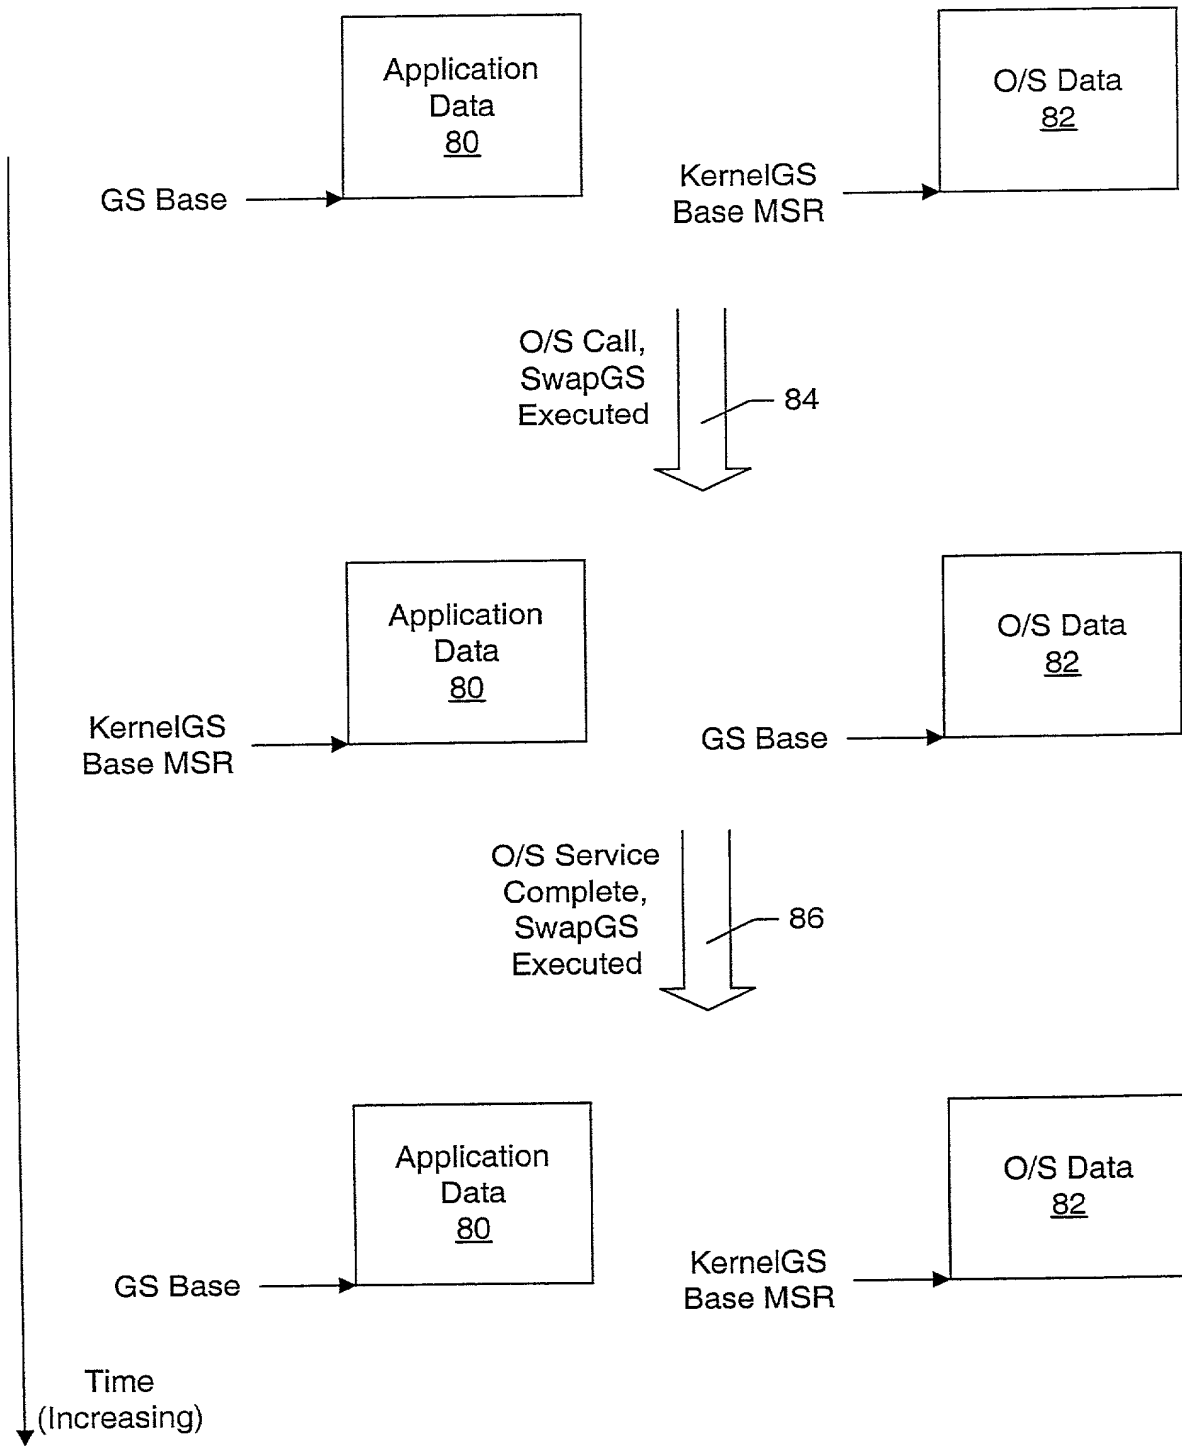 Application
Data
80
O/S Data
82
GS Base
KernelGS
Base MSR
O/S Call,
SwapGS
Executed
84
Application
Data
80
O/S Data
82
KernelGS
Base MSR
GS Base
O/S Service
Complete,
SwapGS
Executed
86
Application
Data
80
O/S Data
82
GS Base
KernelGS
Base MSR
Time
(Increasing)